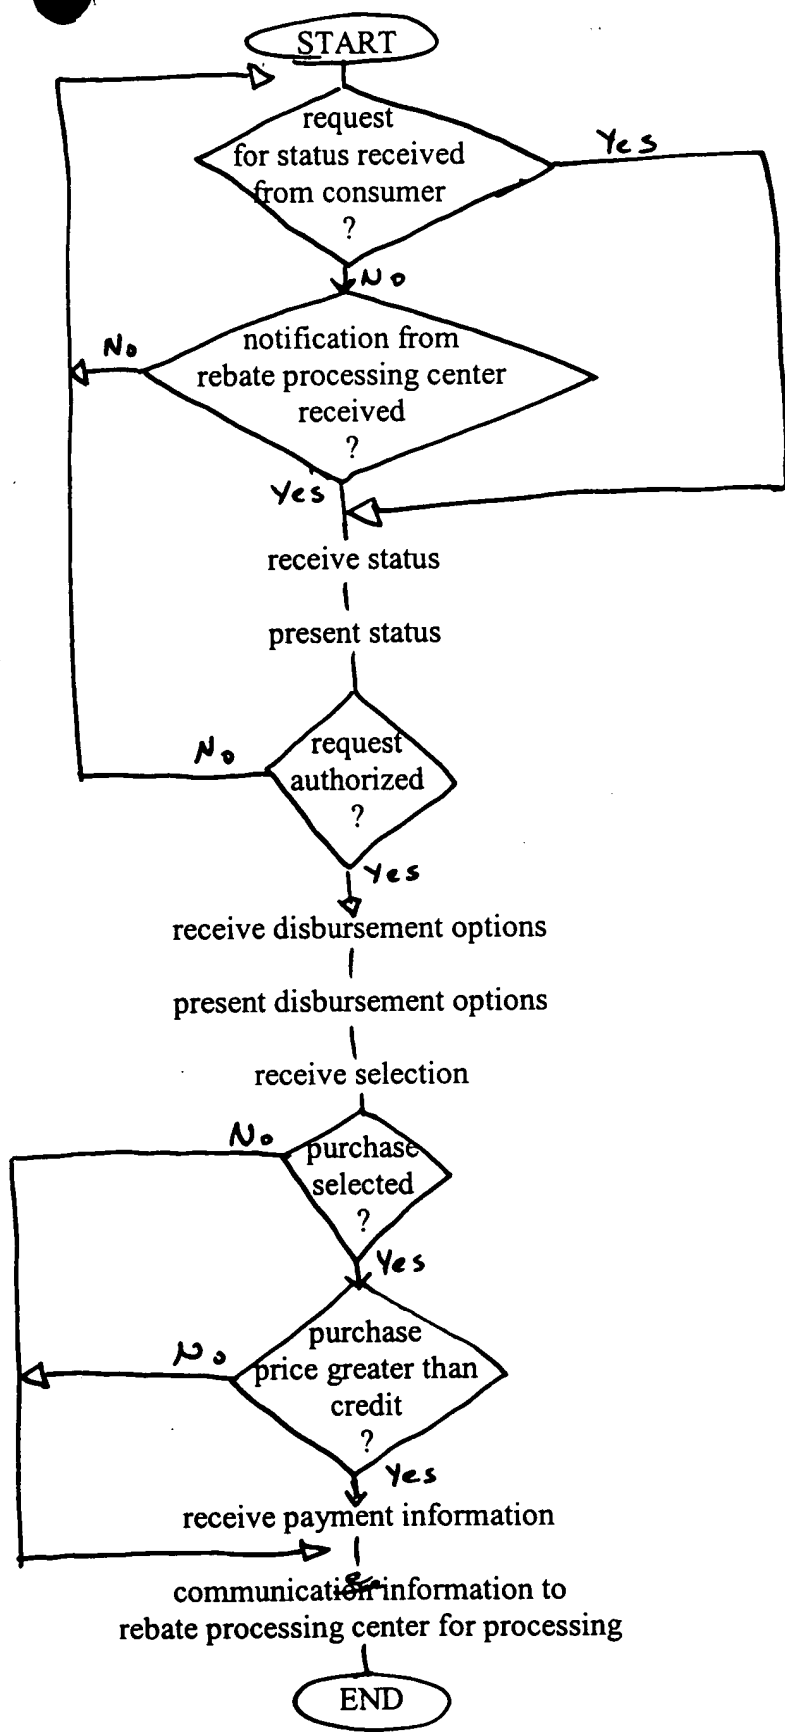 START
request
for status received
from consumer
?
Yes
No
notification from
rebate processing center
received
?
No
Yes
receive status
present status
request
authorized
?
No
Yes
receive disbursement options
present disbursement options
receive selection
purchase
selected
?
No
Yes
purchase
price greater than
credit
?
No
Yes
receive payment information
communicate information to
rebate processing center for processing
END